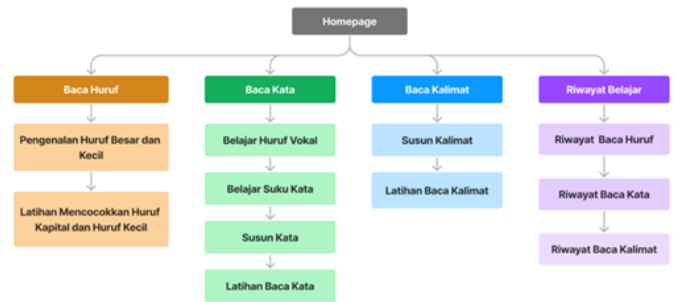 Homepage
Baca Huruf
Pengenalan Huruf Besar dan
Kecil
Latihan Mencocokkan Huruf
Kapital dan Huruf Kecil
Baca Kata
Belajar Huruf Vokal
Belajar Suku Kata
Susun Kata
Latihan Baca Kata
Baca Kalimat
Susun Kalimat
Latihan Baca Kalimat
Riwayat Belajar
Riwayat Baca Huruf
Riwayat Baca Kata
Riwayat Baca Kalimat